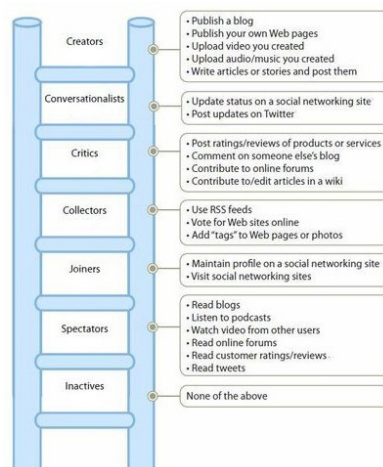 Creators
• Publish a blog
• Publish your own Web pages
• Upload video you created
• Upload audio/music you created
• Write articles or stories and post them
Conversationalists
• Update status on a social networking site
• Post updates on Twitter
Critics
• Post ratings/reviews of products or services
• Comment on someone else's blog
• Contribute to online forums
• Contribute to/edit articles in a wiki
Collectors
• Use RSS feeds
• Vote for Web sites online
• Add "tags" to Web pages or photos
Joiners
• Maintain profile on a social networking site
• Visit social networking sites
Spectators
• Read blogs
• Listen to podcasts
• Watch video from other users
• Read online forums
• Read customer ratings/reviews
• Read tweets
Inactives
None of the above